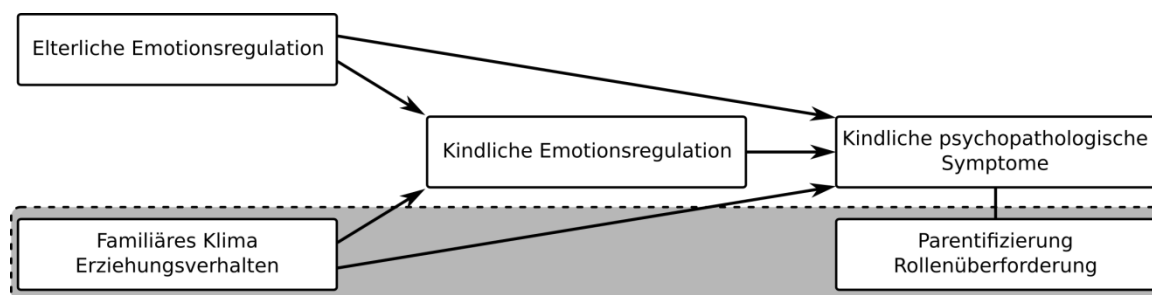 Elterliche Emotionsregulation
Kindliche Emotionsregulation
Kindliche psychopathologische
Symptome
Familiäres Klima
Erziehungsverhalten
Parentifizierung
Rollenüberforderung